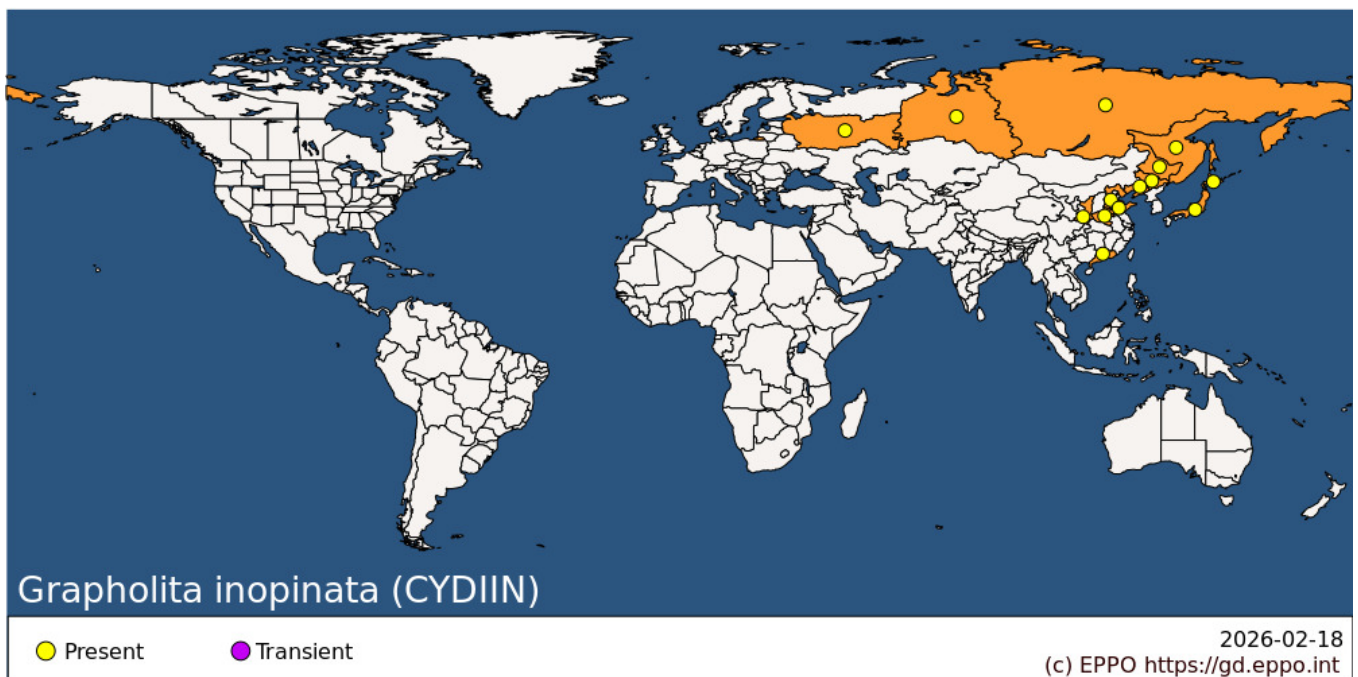 Grapholita inopinata (CYDIIN)
Present
Transient
2026-02-18
(c) EPPO https://gd.eppo.int